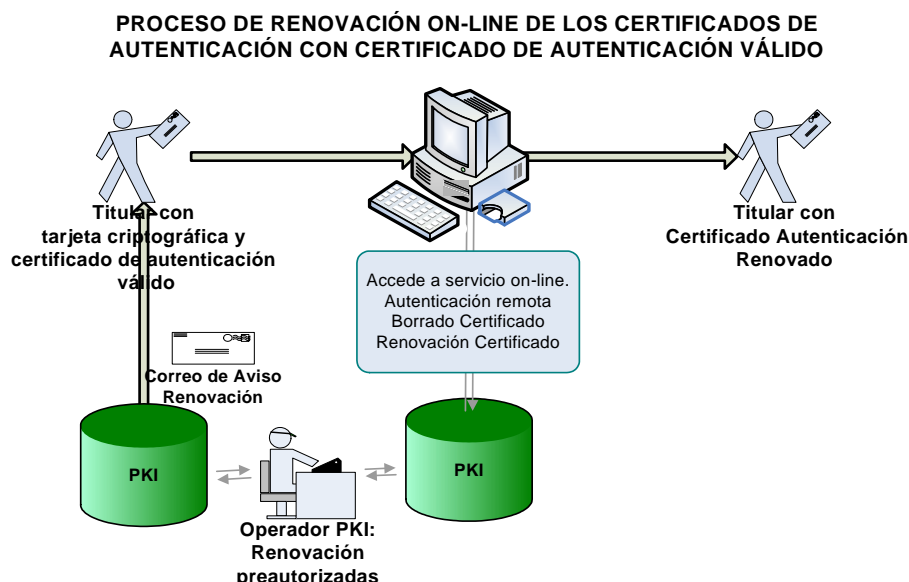 PROCESO DE RENOVACIÓN ON-LINE DE LOS CERTIFICADOS DE
AUTENTICACIÓN CON CERTIFICADO DE AUTENTICACIÓN VÁLIDO
Titular con
tarjeta criptográfica y
certificado de autenticación
válido
Titular con
Certificado Autenticación
Renovado
Accede a servicio on-line.
Autenticación remota
Borrado Certificado
Renovación Certificado
Correo de Aviso
Renovación
PKI
PKI
Operador PKI:
Renovación
preautorizadas